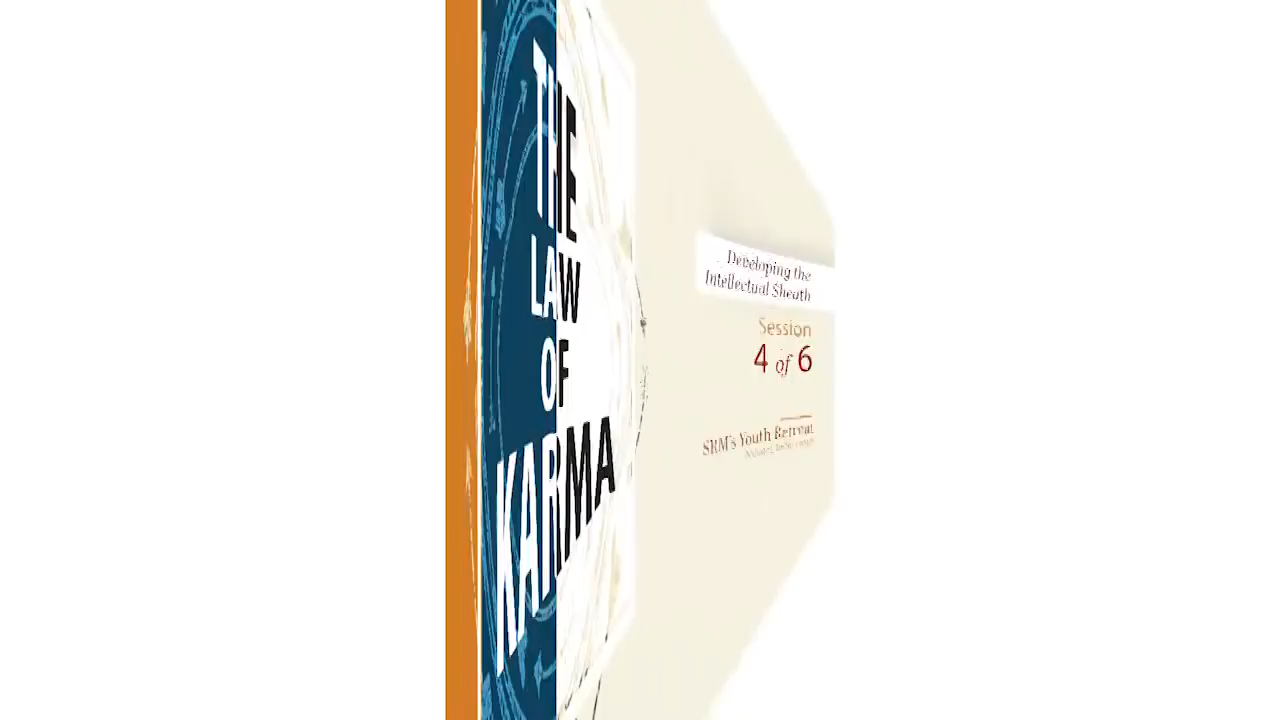 THE
LAW
OF
KARMA
Developing the
Intellectual Sheath
Session
4 of 6
SRM's Youth Retreat